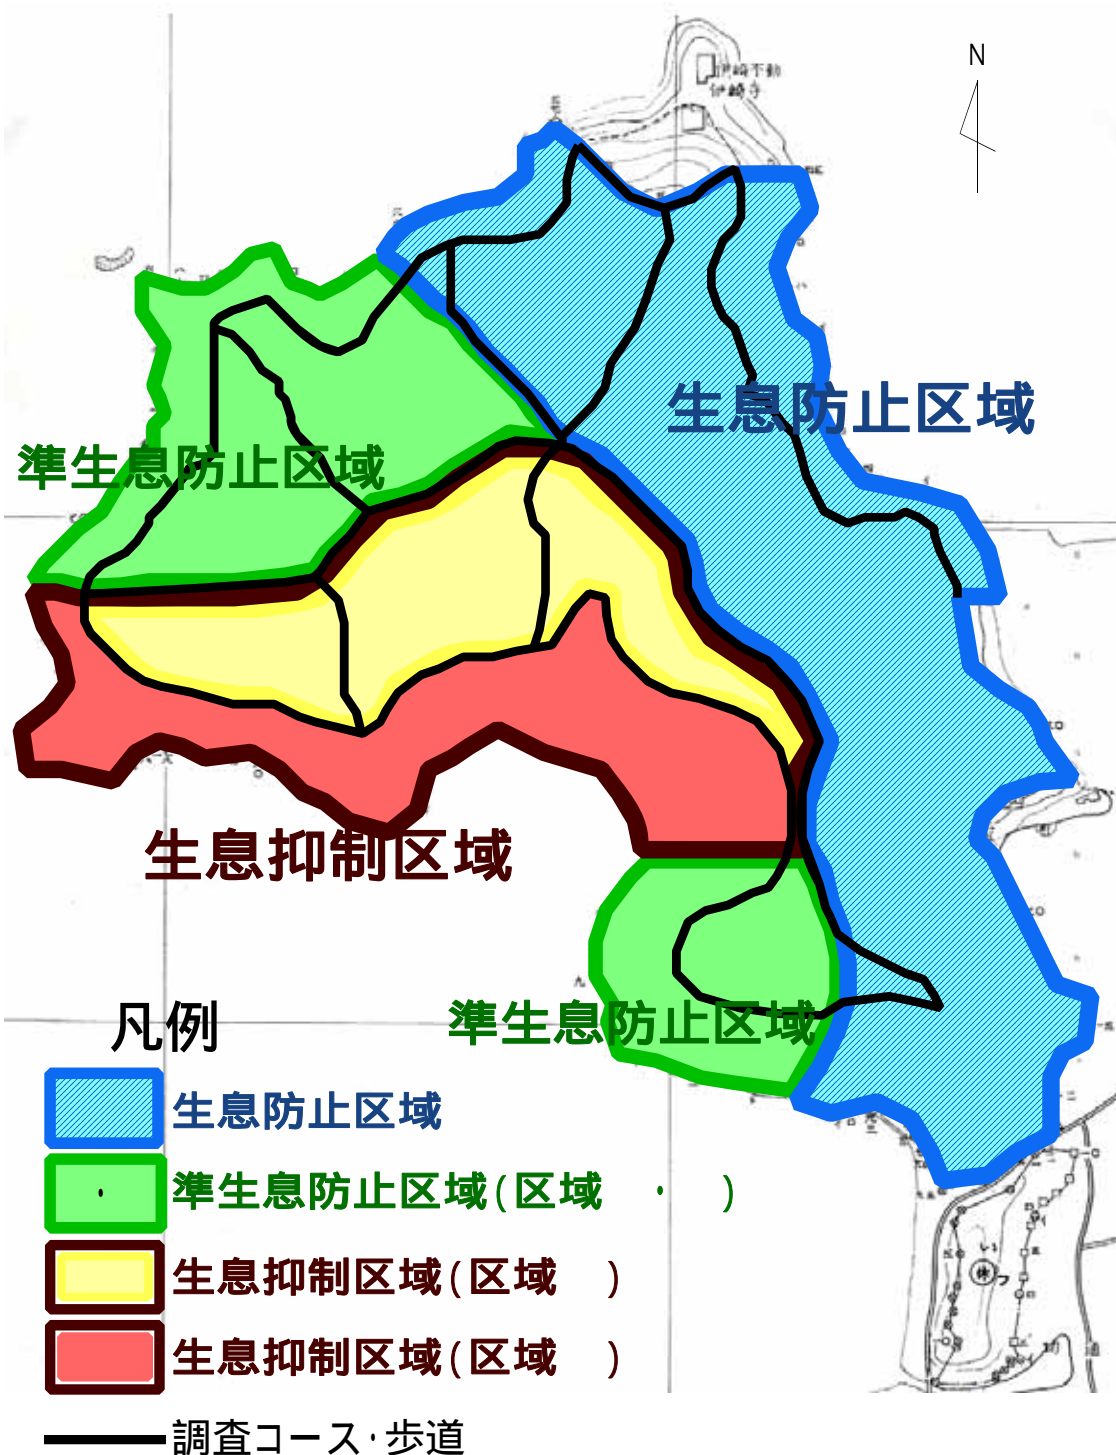 N
伊崎不動
伊崎寺
生息防止区域
準生息防止区域
生息抑制区域
準生息防止区域
凡例
生息防止区域
準生息防止区域(区域　・　)
生息抑制区域(区域　)
生息抑制区域(区域　)
調査コース・歩道